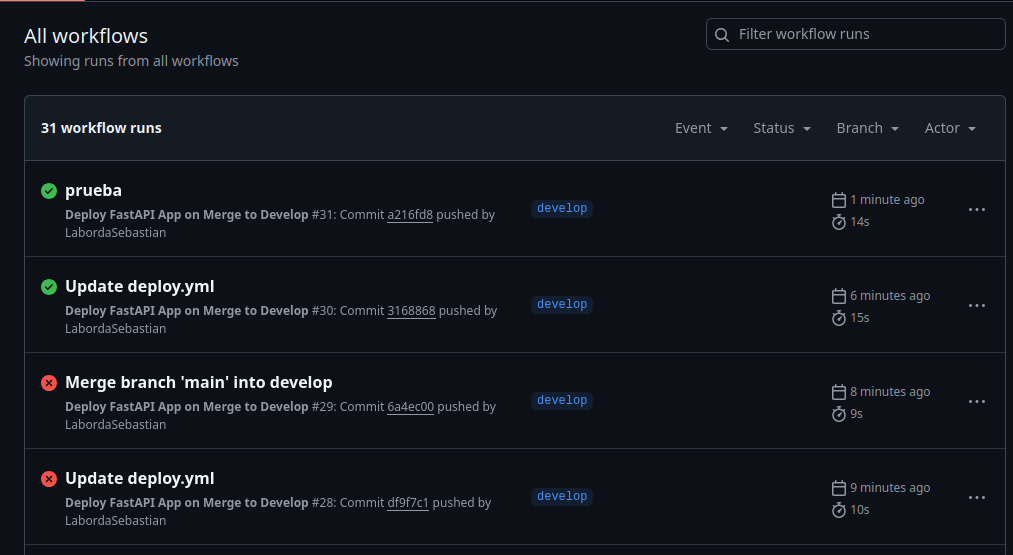 All workflows
Filter workflow runs
Showing runs from all workflows
31 workflow runs
Event
Status
Branch
Actor
prueba
Deploy FastAPI App on Merge to Develop #31: Commit a216fd8 pushed by
LabordaSebastian
develop
1 minute ago
14s
Update deploy.yml
Deploy FastAPI App on Merge to Develop #30: Commit 3168868 pushed by
LabordaSebastian
develop
6 minutes ago
15s
Merge branch 'main' into develop
Deploy FastAPI App on Merge to Develop #29: Commit 6a4ec00 pushed by
LabordaSebastian
develop
8 minutes ago
9s
Update deploy.yml
Deploy FastAPI App on Merge to Develop #28: Commit df9f7c1 pushed by
LabordaSebastian
develop
9 minutes ago
10s